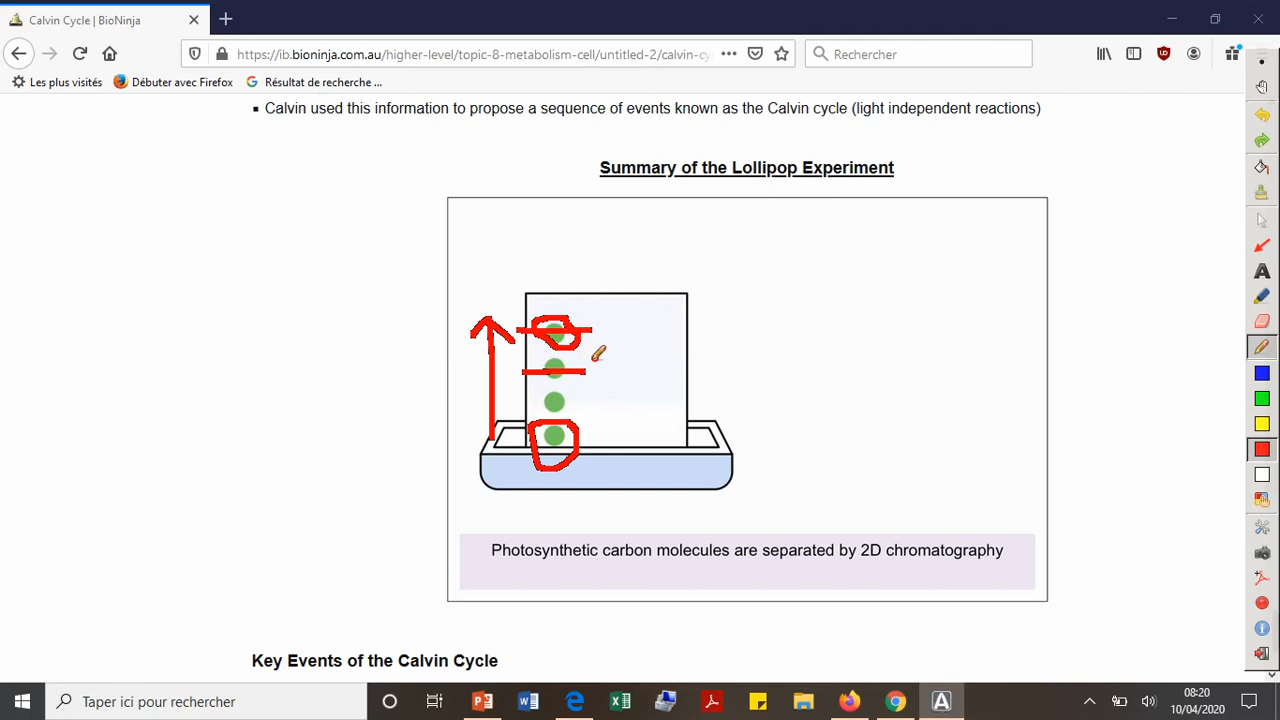 Calvin Cycle | BioNinja
https://ib.bioninja.com.au/higher-level/topic-8-metabolism-cell/untitled-2/calvin-cy
Rechercher
Les plus visités
Débuter avec Firefox
Résultat de recherche ...
Calvin used this information to propose a sequence of events known as the Calvin cycle (light independent reactions)
Summary of the Lollipop Experiment
Photosynthetic carbon molecules are separated by 2D chromatography
Key Events of the Calvin Cycle
Taper ici pour rechercher
08:20
10/04/2020